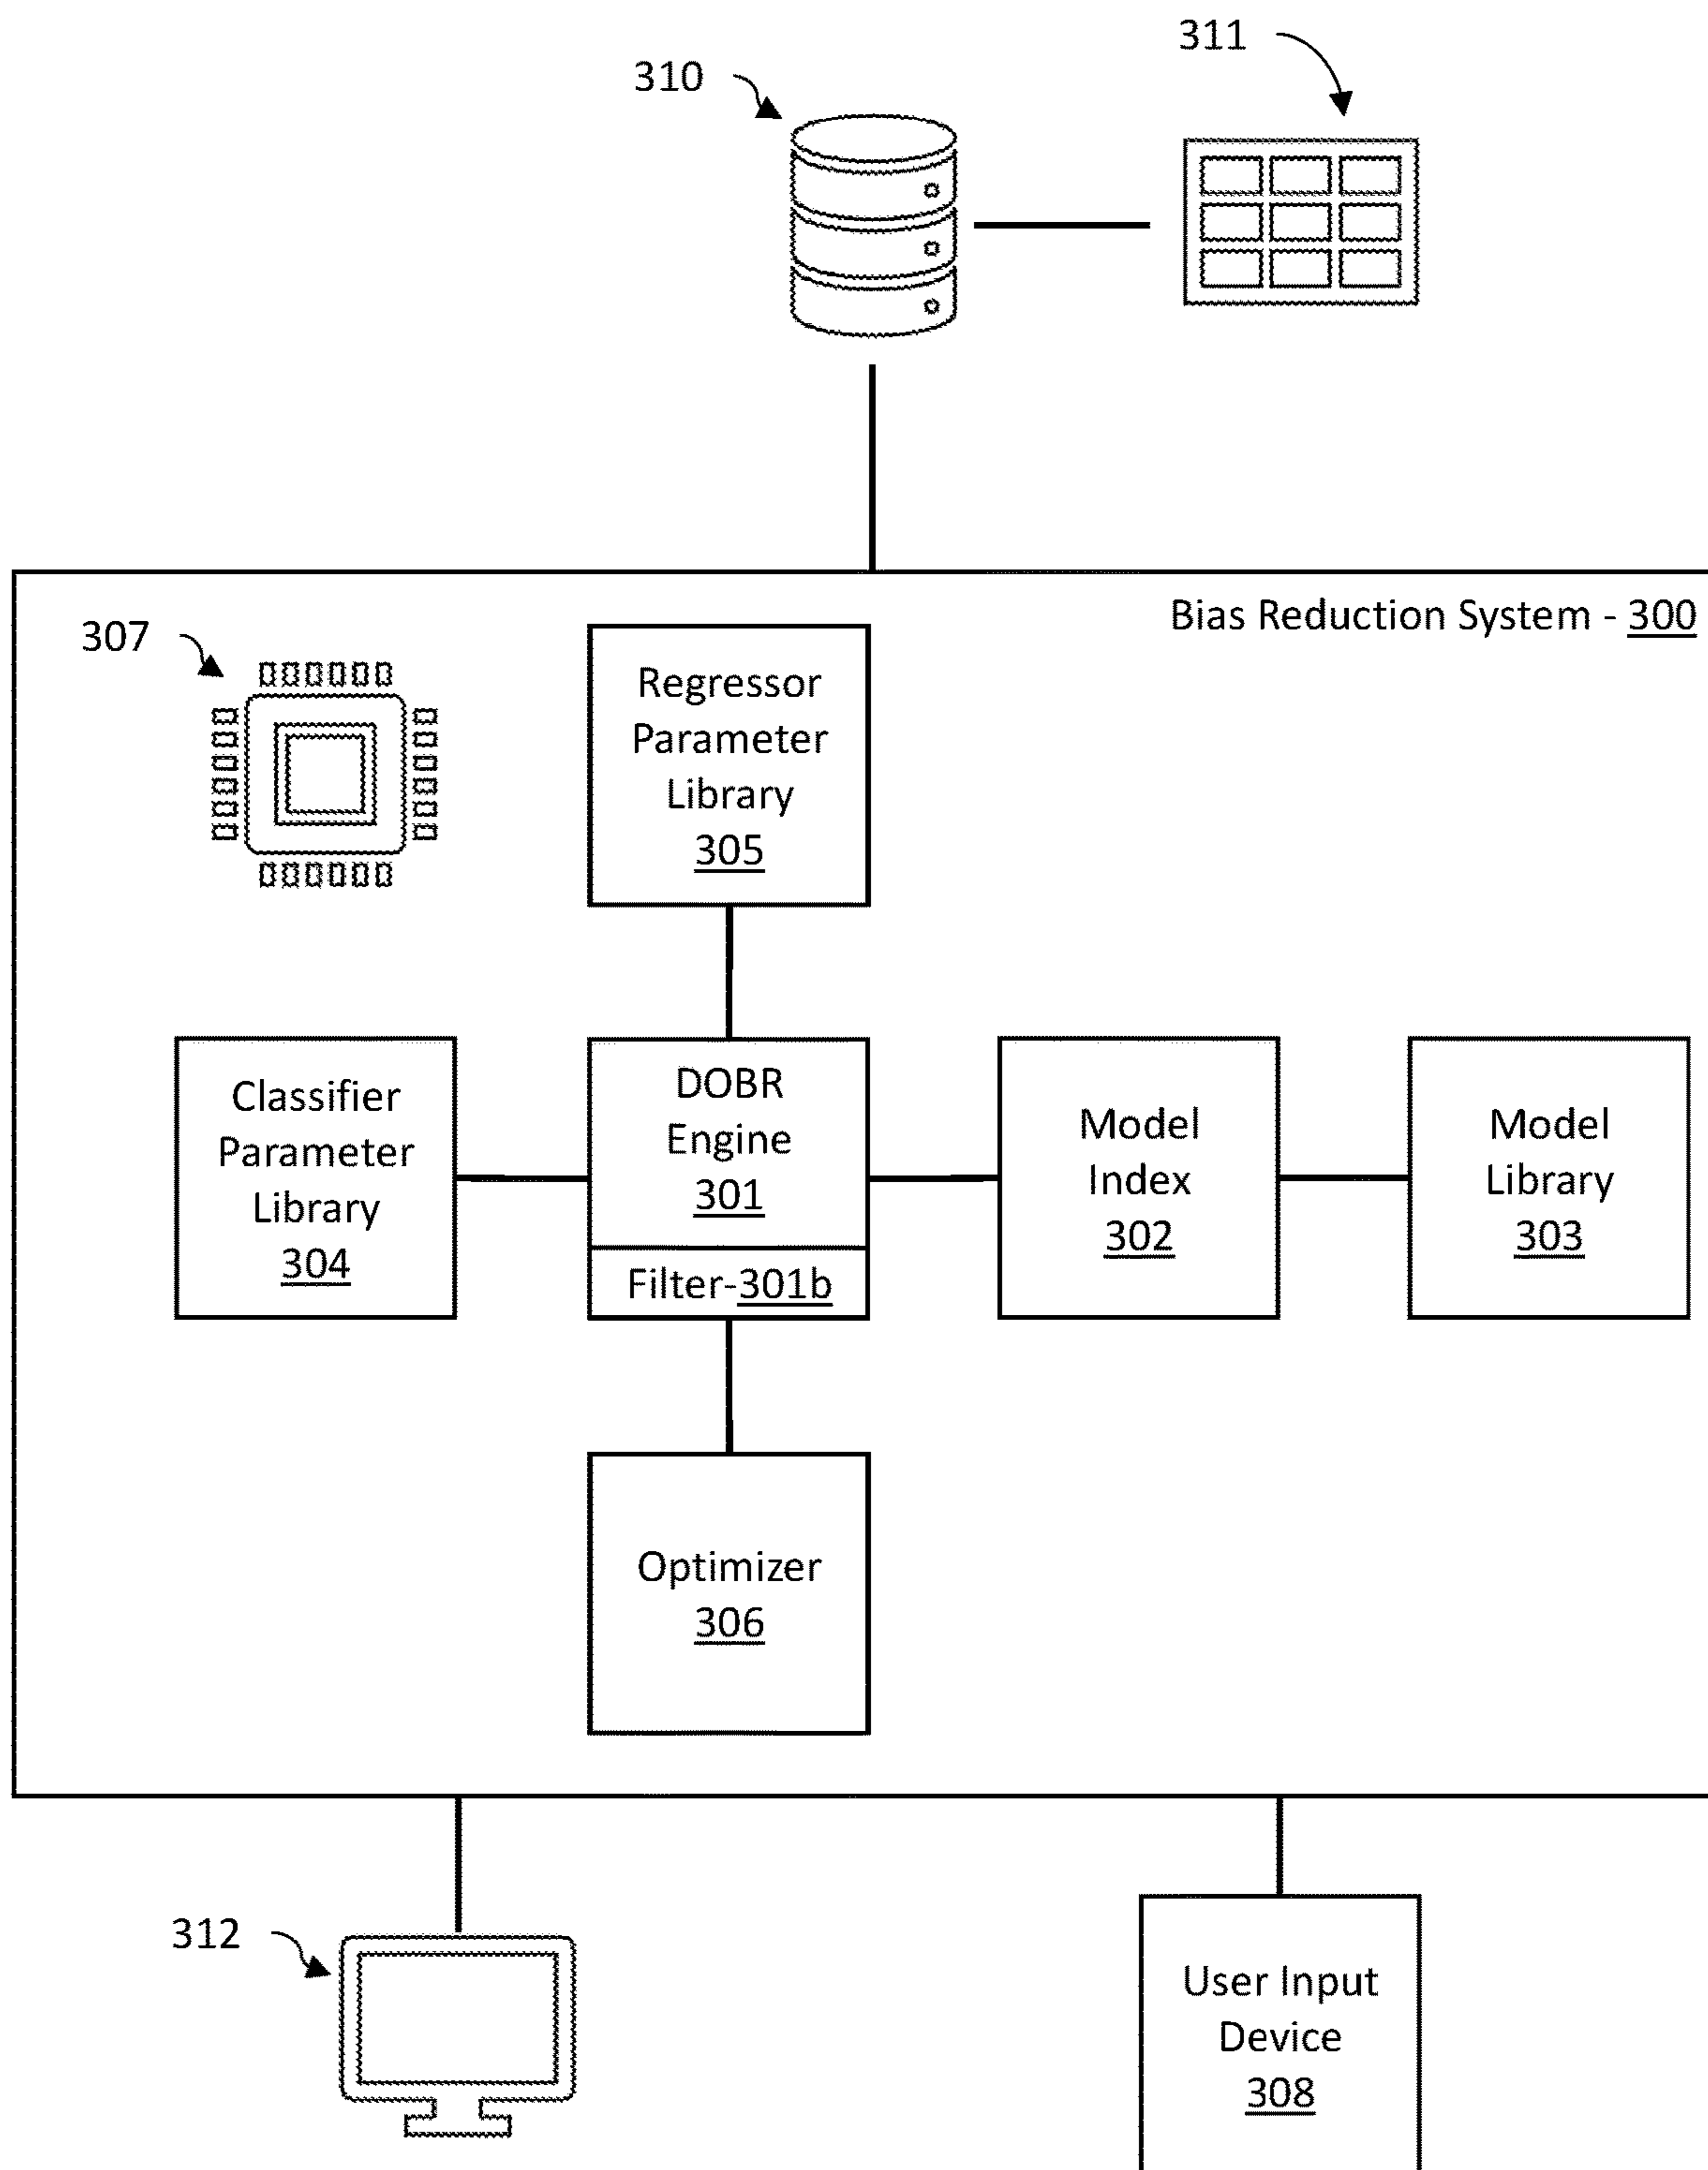 311
310
Bias Reduction System - 300
307
Regressor
Parameter
Library
305
Classifier
Parameter
Library
304
DOBR
Engine
301
Filter-301b
Model
Index
302
Model
Library
303
Optimizer
306
312
User Input
Device
308